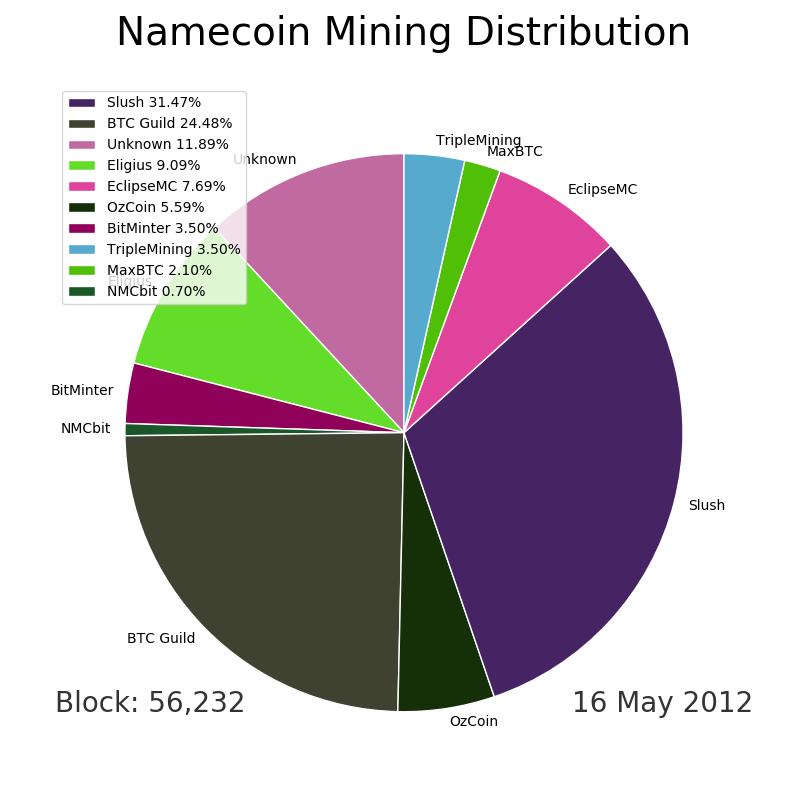 Namecoin Mining Distribution
Slush 31.47%
BTC Guild 24.48%
Unknown 11.89%
Eligius 9.09%
EclipseMC 7.69%
OzCoin 5.59%
BitMinter 3.50%
TripleMining 3.50%
MaxBTC 2.10%
NMCbit 0.70%
TripleMining
MaxBTC
Unknown
EclipseMC
Eligius
BitMinter
NMCbit
Slush
BTC Guild
OzCoin
Block: 56,232
16 May 2012